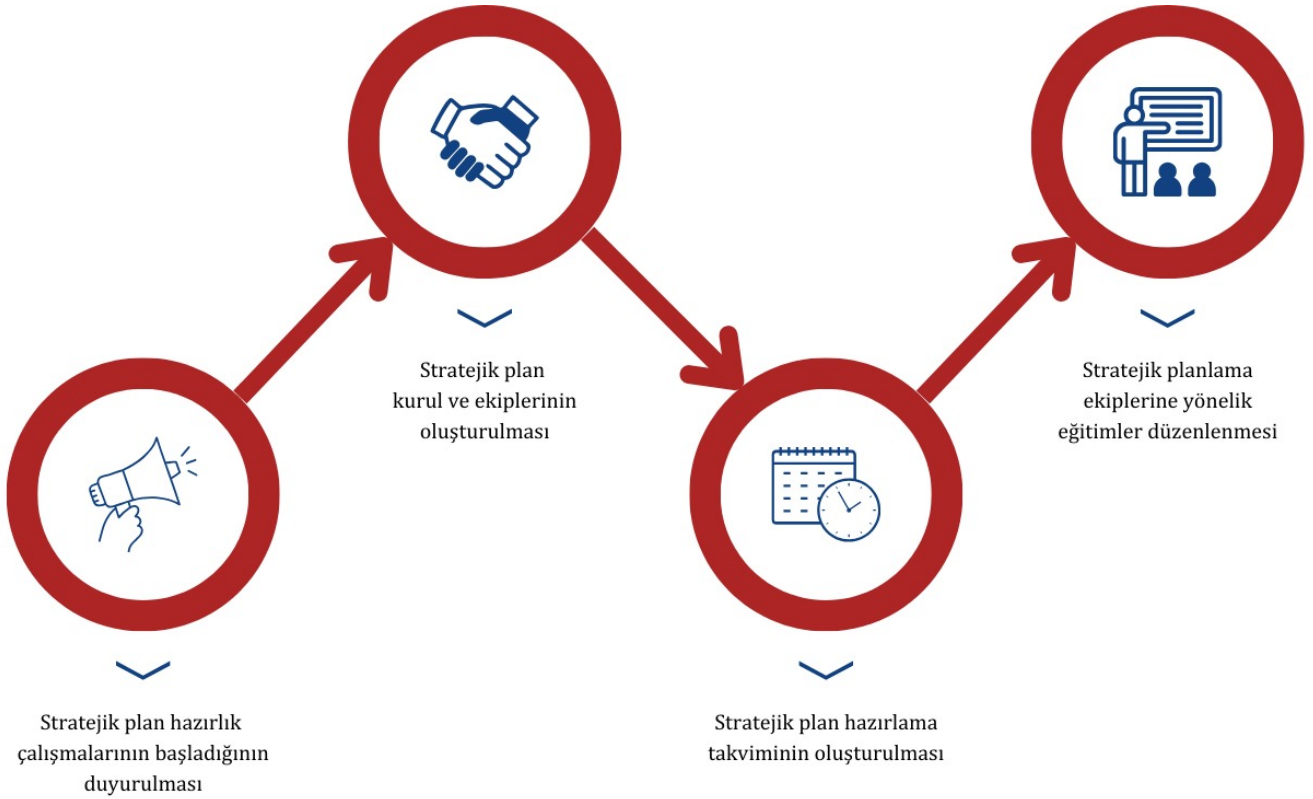 Stratejik plan hazırlık
çalışmalarının başladığının
duyurulması
Stratejik plan
kurul ve ekiplerinin
oluşturulması
Stratejik plan hazırlama
takviminin oluşturulması
Stratejik planlama
ekiplerine yönelik
eğitimler düzenlenmesi